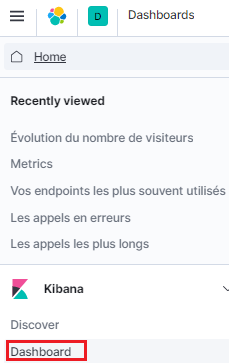 D Dashboards
Home
Recently viewed
Évolution du nombre de visiteurs
Metrics
Vos endpoints les plus souvent utilisés
Les appels en erreurs
Les appels les plus longs
Kibana
Discover
Dashboard